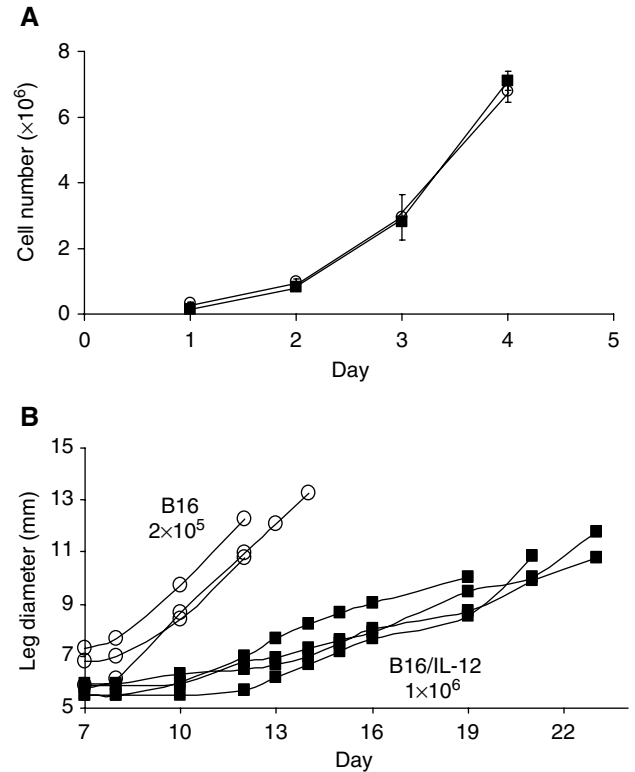 A
Cell number (×10⁶)
8
6
4
2
0
0 1 2 3 4 5
Day
B
Leg diameter (mm)
15
13
11
9
7
5
B16
2×10⁵
B16/IL-12
1×10⁶
7 10 13 16 19 22
Day